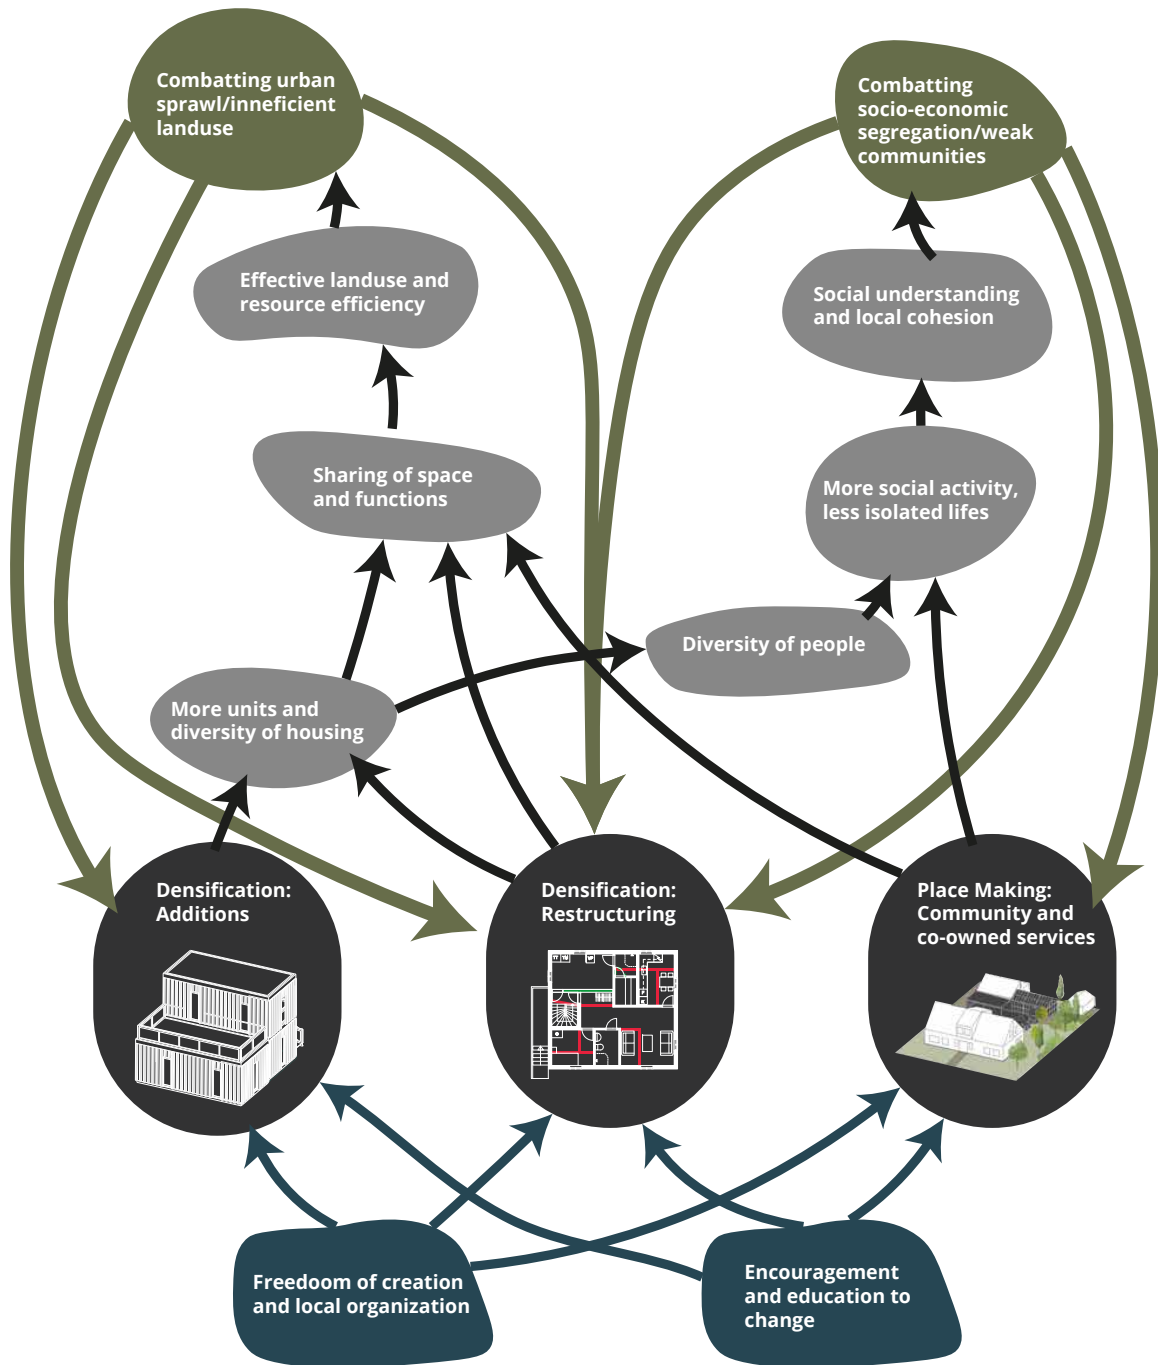 Combatting urban
sprawl/inneficient
landuse
Combatting
socio-economic
segregation/weak
communities
Effective landuse and
resource efficiency
Social understanding
and local cohesion
Sharing of space
and functions
More social activity,
less isolated lifes
Diversity of people
More units and
diversity of housing
Densification:
Additions
Densification:
Restructuring
Place Making:
Community and
co-owned services
Freedoom of creation
and local organization
Encouragement
and education to
change